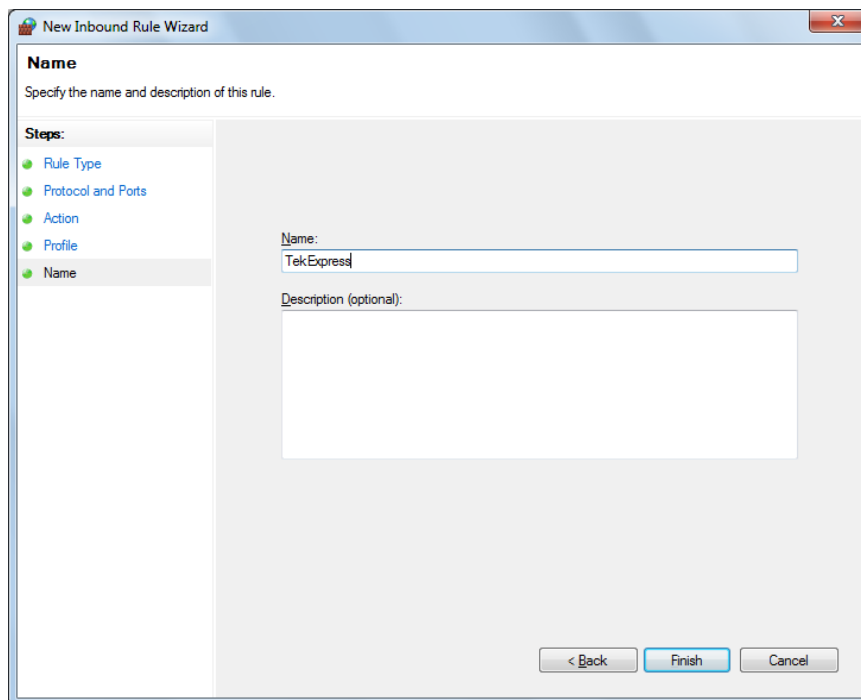 New Inbound Rule Wizard
Name
Specify the name and description of this rule.
Steps:
Rule Type
Protocol and Ports
Action
Profile
Name
Name:
TekExpress
Description (optional):
< Back
Finish
Cancel